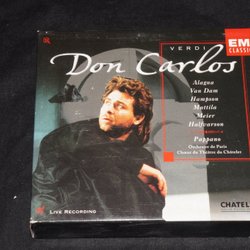 VERDI
EMI
CLASSICS
Don Carlos
Alagna
Van Dam
Hampson
Mattila
Meier
Halfvarson
Pappano
Orchestre de Paris
Chœur du Théâtre du Châtelet
LIVE RECORDING
CHATEL